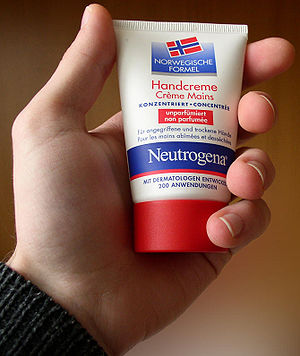 NORWEGISCHE
FORMEL
Handcreme
Crème Mains
KONZENTRIERT · CONCENTRÉE
unparfümiert
non parfumée
Für angegriffene und trockene Hände
Pour les mains abîmées et desséchées
Neutrogena
MIT DERMATOLOGEN ENTWICKELT
200 ANWENDUNGEN